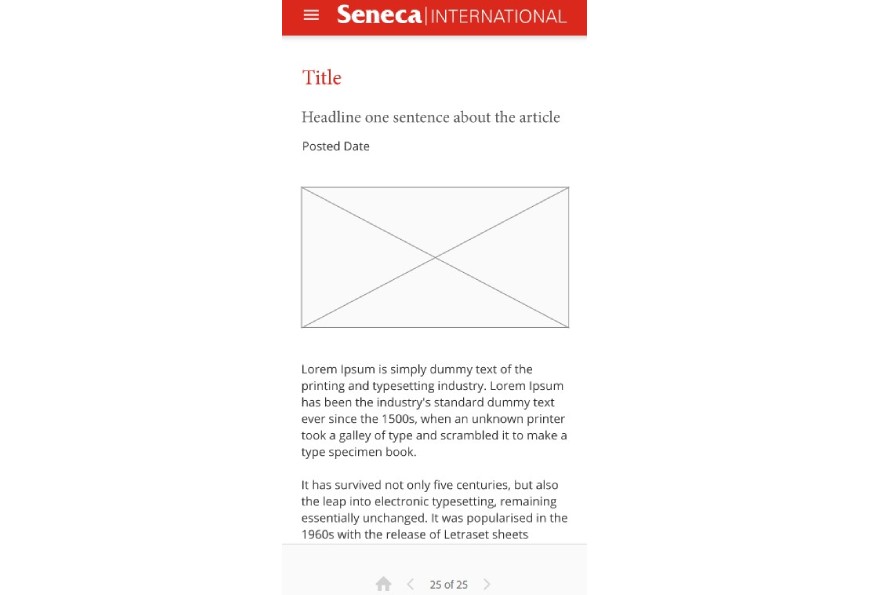 Seneca|INTERNATIONAL
Title
Headline one sentence about the article
Posted Date
Lorem Ipsum is simply dummy text of the
printing and typesetting industry. Lorem Ipsum
has been the industry's standard dummy text
ever since the 1500s, when an unknown printer
took a galley of type and scrambled it to make a
type specimen book.
It has survived not only five centuries, but also
the leap into electronic typesetting, remaining
essentially unchanged. It was popularised in the
1960s with the release of Letraset sheets
25 of 25